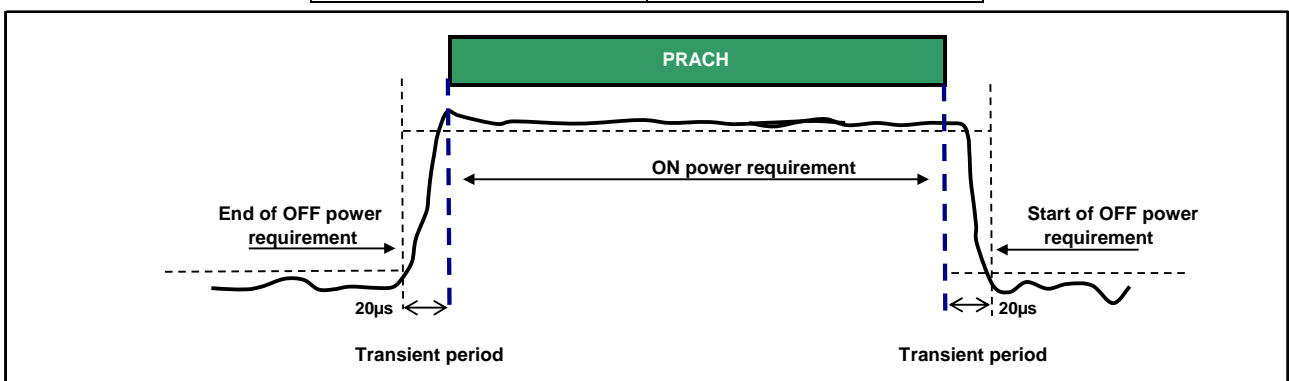 PRACH
ON power requirement
End of OFF power
requirement
Start of OFF power
requirement
20µs
20µs
Transient period
Transient period